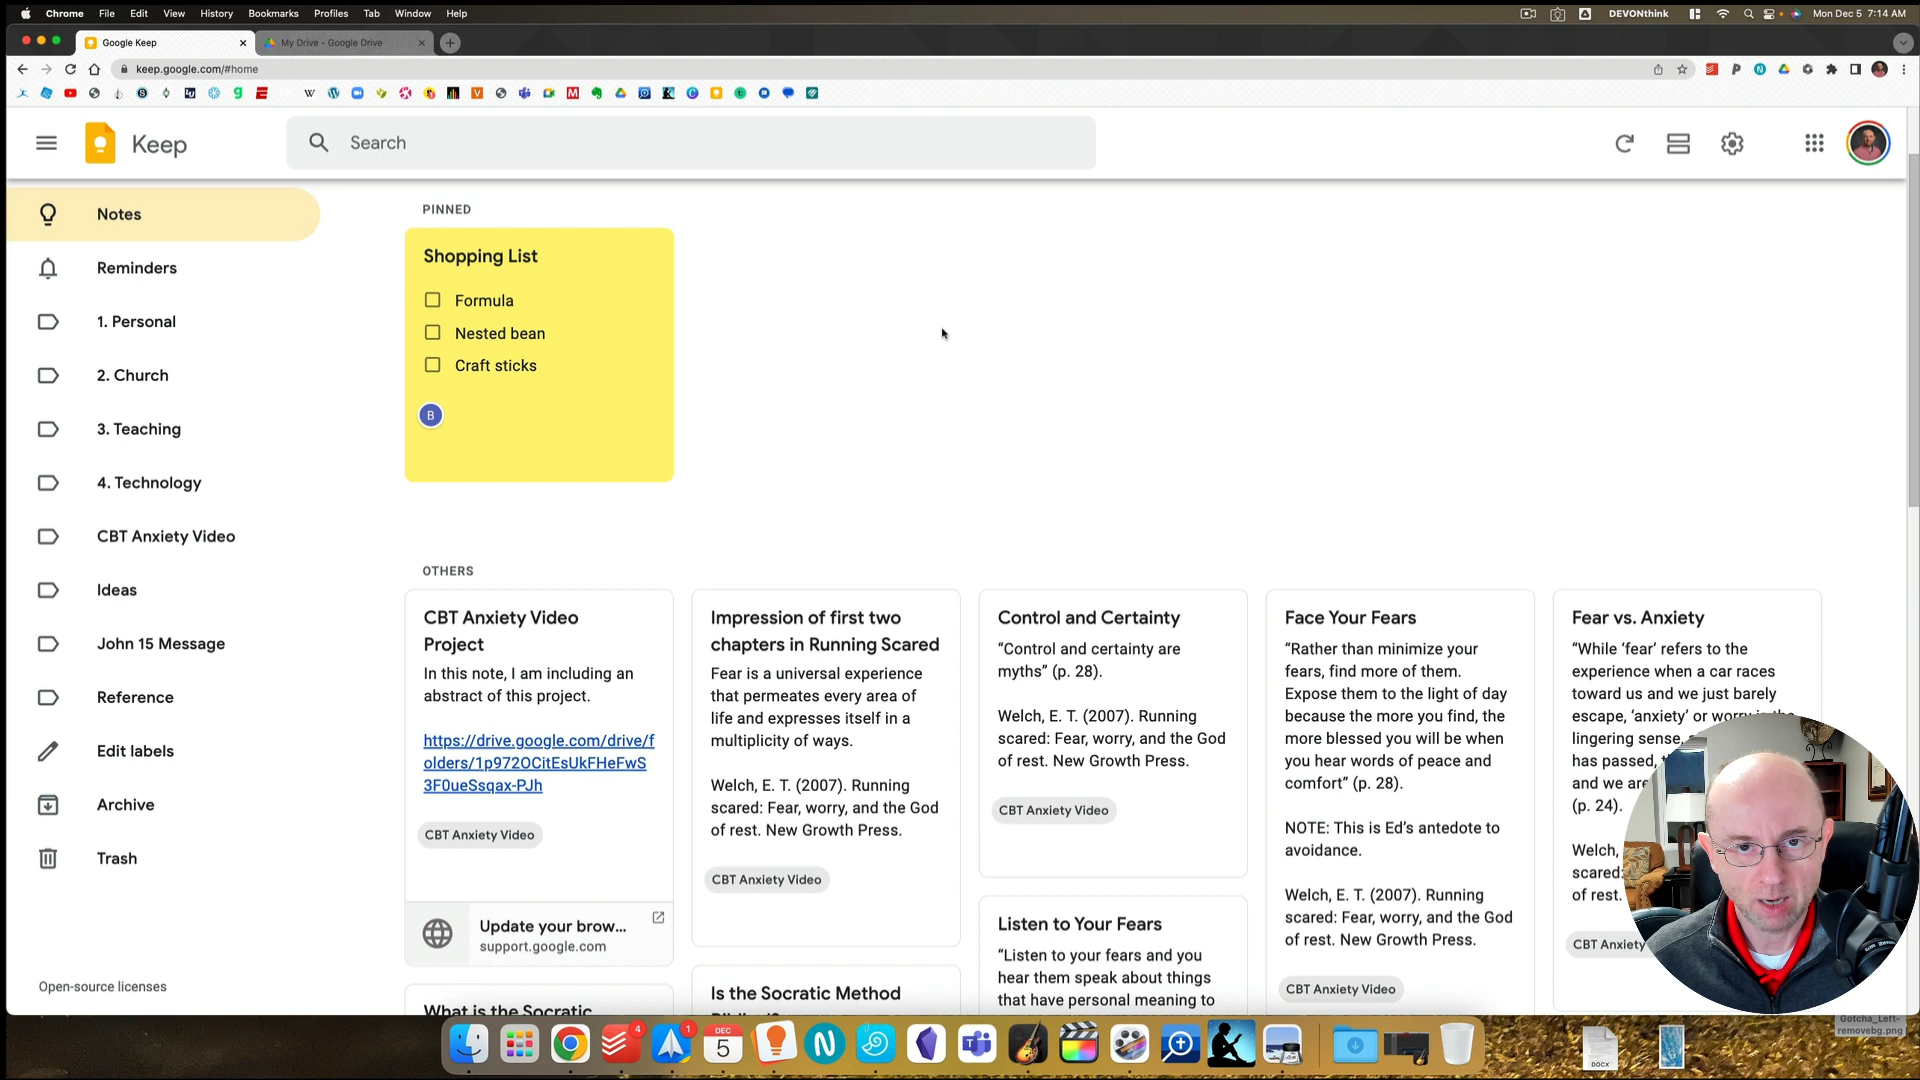 Chrome File Edit View History Bookmarks Profiles Tab Window Help DEVONthink Mon Dec 5 7:14 AM
Google Keep My Drive - Google Drive
keep.google.com/#home
Keep Search
Notes
Reminders
1. Personal
2. Church
3. Teaching
4. Technology
CBT Anxiety Video
Ideas
John 15 Message
Reference
Edit labels
Archive
Trash
Open-source licenses
PINNED
Shopping List
Formula
Nested bean
Craft sticks
B
OTHERS
CBT Anxiety Video
Project
In this note, I am including an
abstract of this project.
https://drive.google.com/drive/f
olders/1p972OCitEsUkFHeFwS
3F0ueSsqax-PJh
CBT Anxiety Video
Update your brow...
support.google.com
What is the Socratic
Impression of first two
chapters in Running Scared
Fear is a universal experience
that permeates every area of
life and expresses itself in a
multiplicity of ways.
Welch, E. T. (2007). Running
scared: Fear, worry, and the God
of rest. New Growth Press.
CBT Anxiety Video
Is the Socratic Method
Control and Certainty
“Control and certainty are
myths” (p. 28).
Welch, E. T. (2007). Running
scared: Fear, worry, and the God
of rest. New Growth Press.
CBT Anxiety Video
Listen to Your Fears
“Listen to your fears and you
hear them speak about things
that have personal meaning to
Face Your Fears
“Rather than minimize your
fears, find more of them.
Expose them to the light of day
because the more you find, the
more blessed you will be when
you hear words of peace and
comfort” (p. 28).
NOTE: This is Ed’s antedote to
avoidance.
Welch, E. T. (2007). Running
scared: Fear, worry, and the God
of rest. New Growth Press.
CBT Anxiety Video
Fear vs. Anxiety
“While ‘fear’ refers to the
experience when a car races
toward us and we just barely
escape, ‘anxiety’ or worry is the
lingering sense,
has passed,
and we are
(p. 24).
Welch,
scared:
of rest.
CBT Anxiety
Gotcha_Left-
removebg.png
4
1
DEC
5
DOCX